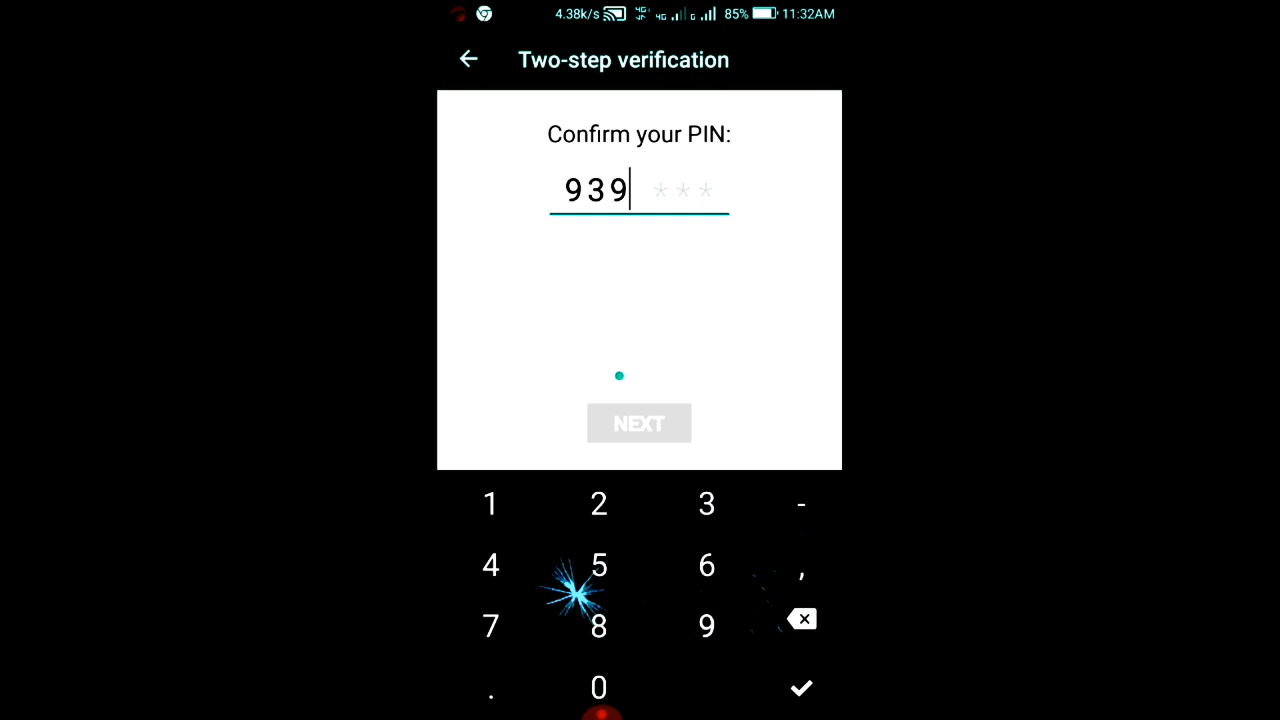 4.38k/s 4G 85% 11:32AM
Two-step verification
Confirm your PIN:
939 ***
NEXT
1 2 3 -
4 5 6 ,
7 8 9
. 0